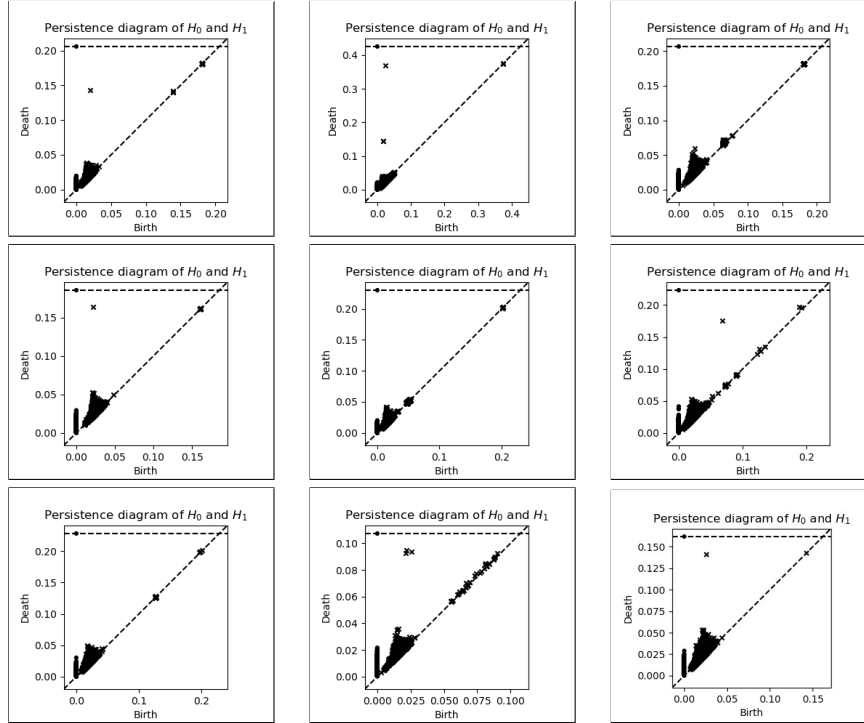 Persistence diagram of H₀ and H₁
0.20
0.15
0.10
0.05
0.00
Death
0.00 0.05 0.10 0.15 0.20
Birth
Persistence diagram of H₀ and H₁
0.4
0.3
0.2
0.1
0.0
Death
0.0 0.1 0.2 0.3 0.4
Birth
Persistence diagram of H₀ and H₁
0.20
0.15
0.10
0.05
0.00
Death
0.00 0.05 0.10 0.15 0.20
Birth
Persistence diagram of H₀ and H₁
0.15
0.10
0.05
0.00
Death
0.00 0.05 0.10 0.15
Birth
Persistence diagram of H₀ and H₁
0.20
0.15
0.10
0.05
0.00
Death
0.0 0.1 0.2
Birth
Persistence diagram of H₀ and H₁
0.20
0.15
0.10
0.05
0.00
Death
0.0 0.1 0.2
Birth
Persistence diagram of H₀ and H₁
0.20
0.15
0.10
0.05
0.00
Death
0.0 0.1 0.2
Birth
Persistence diagram of H₀ and H₁
0.10
0.08
0.06
0.04
0.02
0.00
Death
0.000 0.025 0.050 0.075 0.100
Birth
Persistence diagram of H₀ and H₁
0.150
0.125
0.100
0.075
0.050
0.025
0.000
Death
0.00 0.05 0.10 0.15
Birth